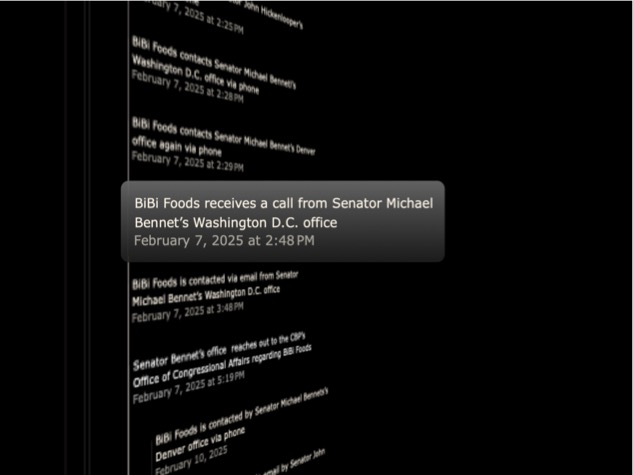 or John Hickenlooper's
February 7, 2025 at 2:25 PM
BiBi Foods contacts Senator Michael Bennet's
Washington D.C. office via phone
February 7, 2025 at 2:28 PM
BiBi Foods contacts Senator Michael Bennet's Denver
office again via phone
February 7, 2025 at 2:29 PM
BiBi Foods receives a call from Senator Michael
Bennet's Washington D.C. office
February 7, 2025 at 2:48 PM
BiBi Foods is contacted via email from Senator
Michael Bennet's Washington D.C. office
February 7, 2025 at 3:48 PM
Senator Bennet's office reaches out to the CBP's
Office of Congressional Affairs regarding BiBi Foods
February 7, 2025 at 5:19 PM
BiBi Foods is contacted by Senator Michael Bennets's
Denver office via phone
February 10, 2025
email by Senator John